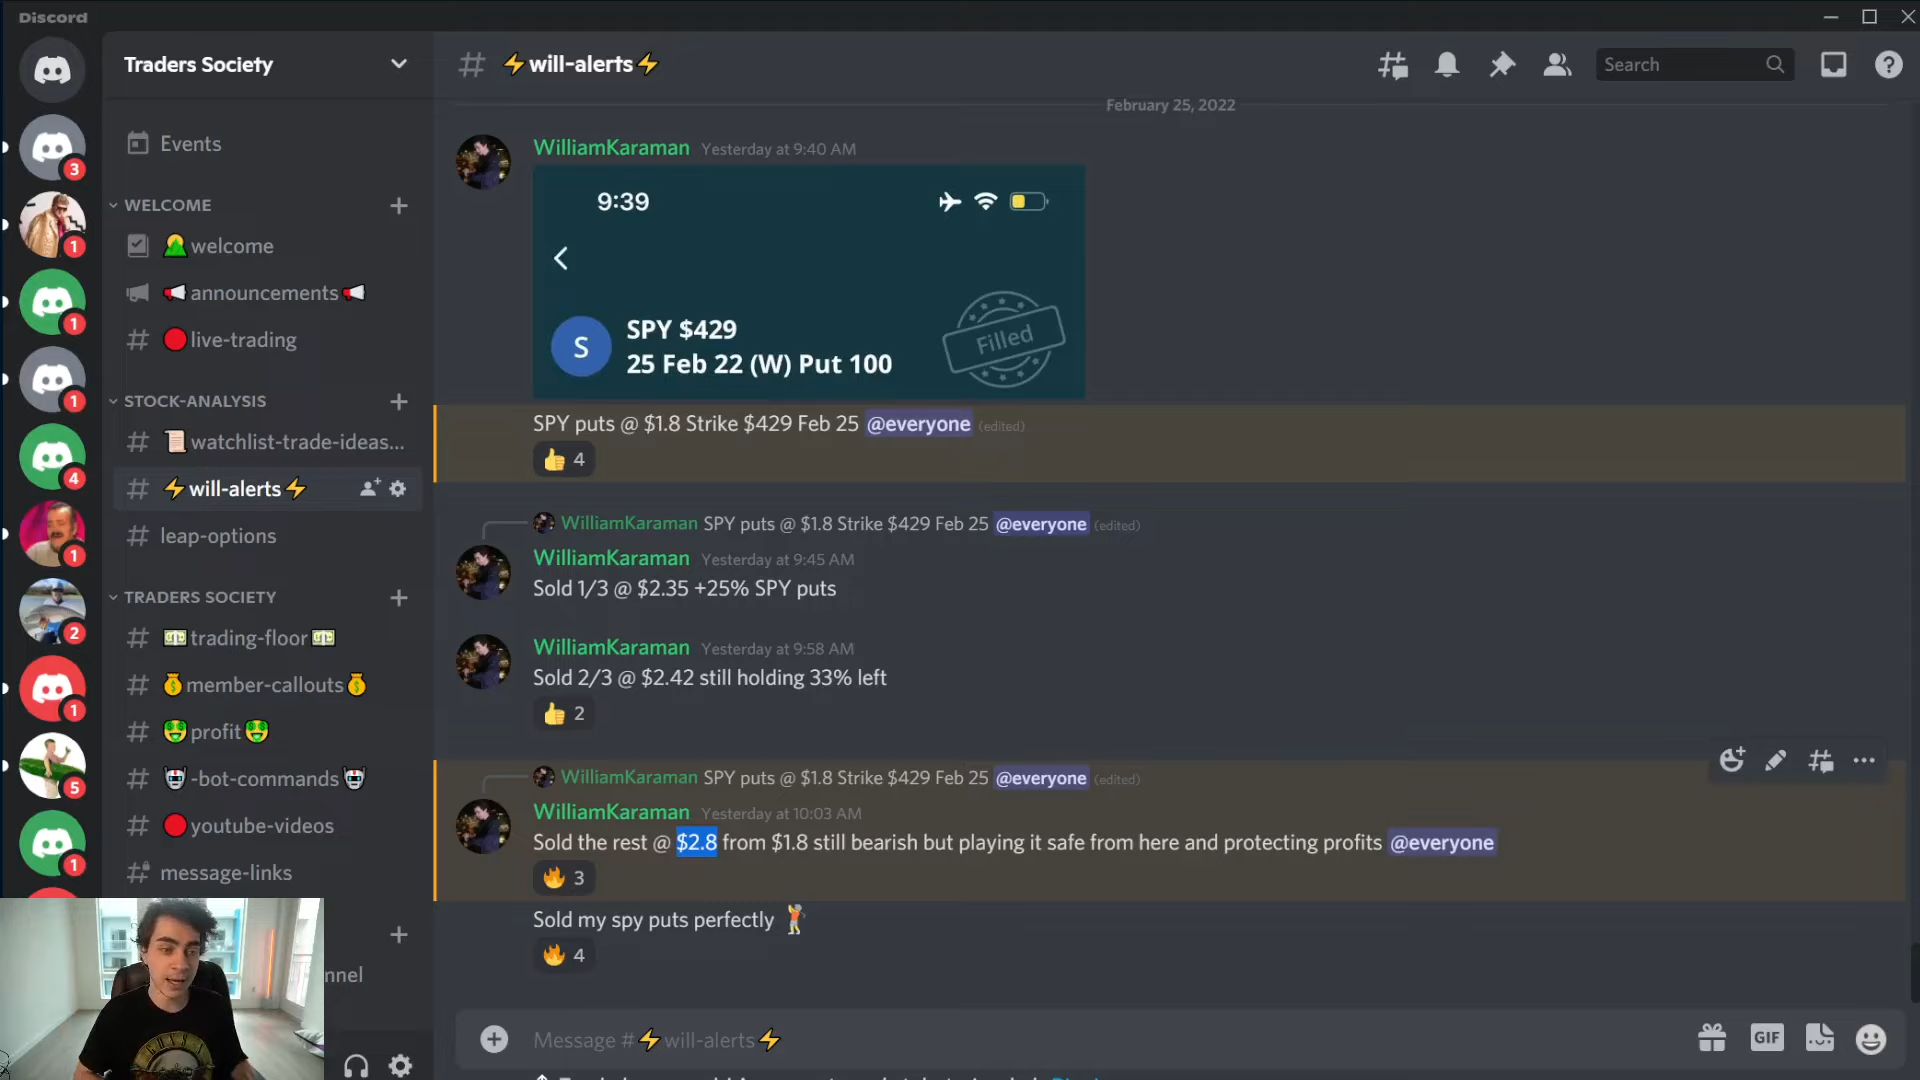 Discord
Traders Society
⚡will-alerts⚡
Search
February 25, 2022
Events
WELCOME
welcome
announcements
live-trading
STOCK-ANALYSIS
watchlist-trade-ideas...
⚡will-alerts⚡
leap-options
TRADERS SOCIETY
trading-floor
member-callouts
profit
-bot-commands
youtube-videos
message-links
nnel
3
1
1
1
4
1
2
1
5
1
WilliamKaraman Yesterday at 9:40 AM
9:39
S
SPY $429
25 Feb 22 (W) Put 100
Filled
SPY puts @ $1.8 Strike $429 Feb 25 @everyone (edited)
👍 4
WilliamKaraman SPY puts @ $1.8 Strike $429 Feb 25 @everyone (edited)
WilliamKaraman Yesterday at 9:45 AM
Sold 1/3 @ $2.35 +25% SPY puts
WilliamKaraman Yesterday at 9:58 AM
Sold 2/3 @ $2.42 still holding 33% left
👍 2
WilliamKaraman SPY puts @ $1.8 Strike $429 Feb 25 @everyone (edited)
WilliamKaraman Yesterday at 10:03 AM
Sold the rest @ $2.8 from $1.8 still bearish but playing it safe from here and protecting profits @everyone
🔥 3
Sold my spy puts perfectly
🔥 4
Message #⚡will-alerts⚡
GIF